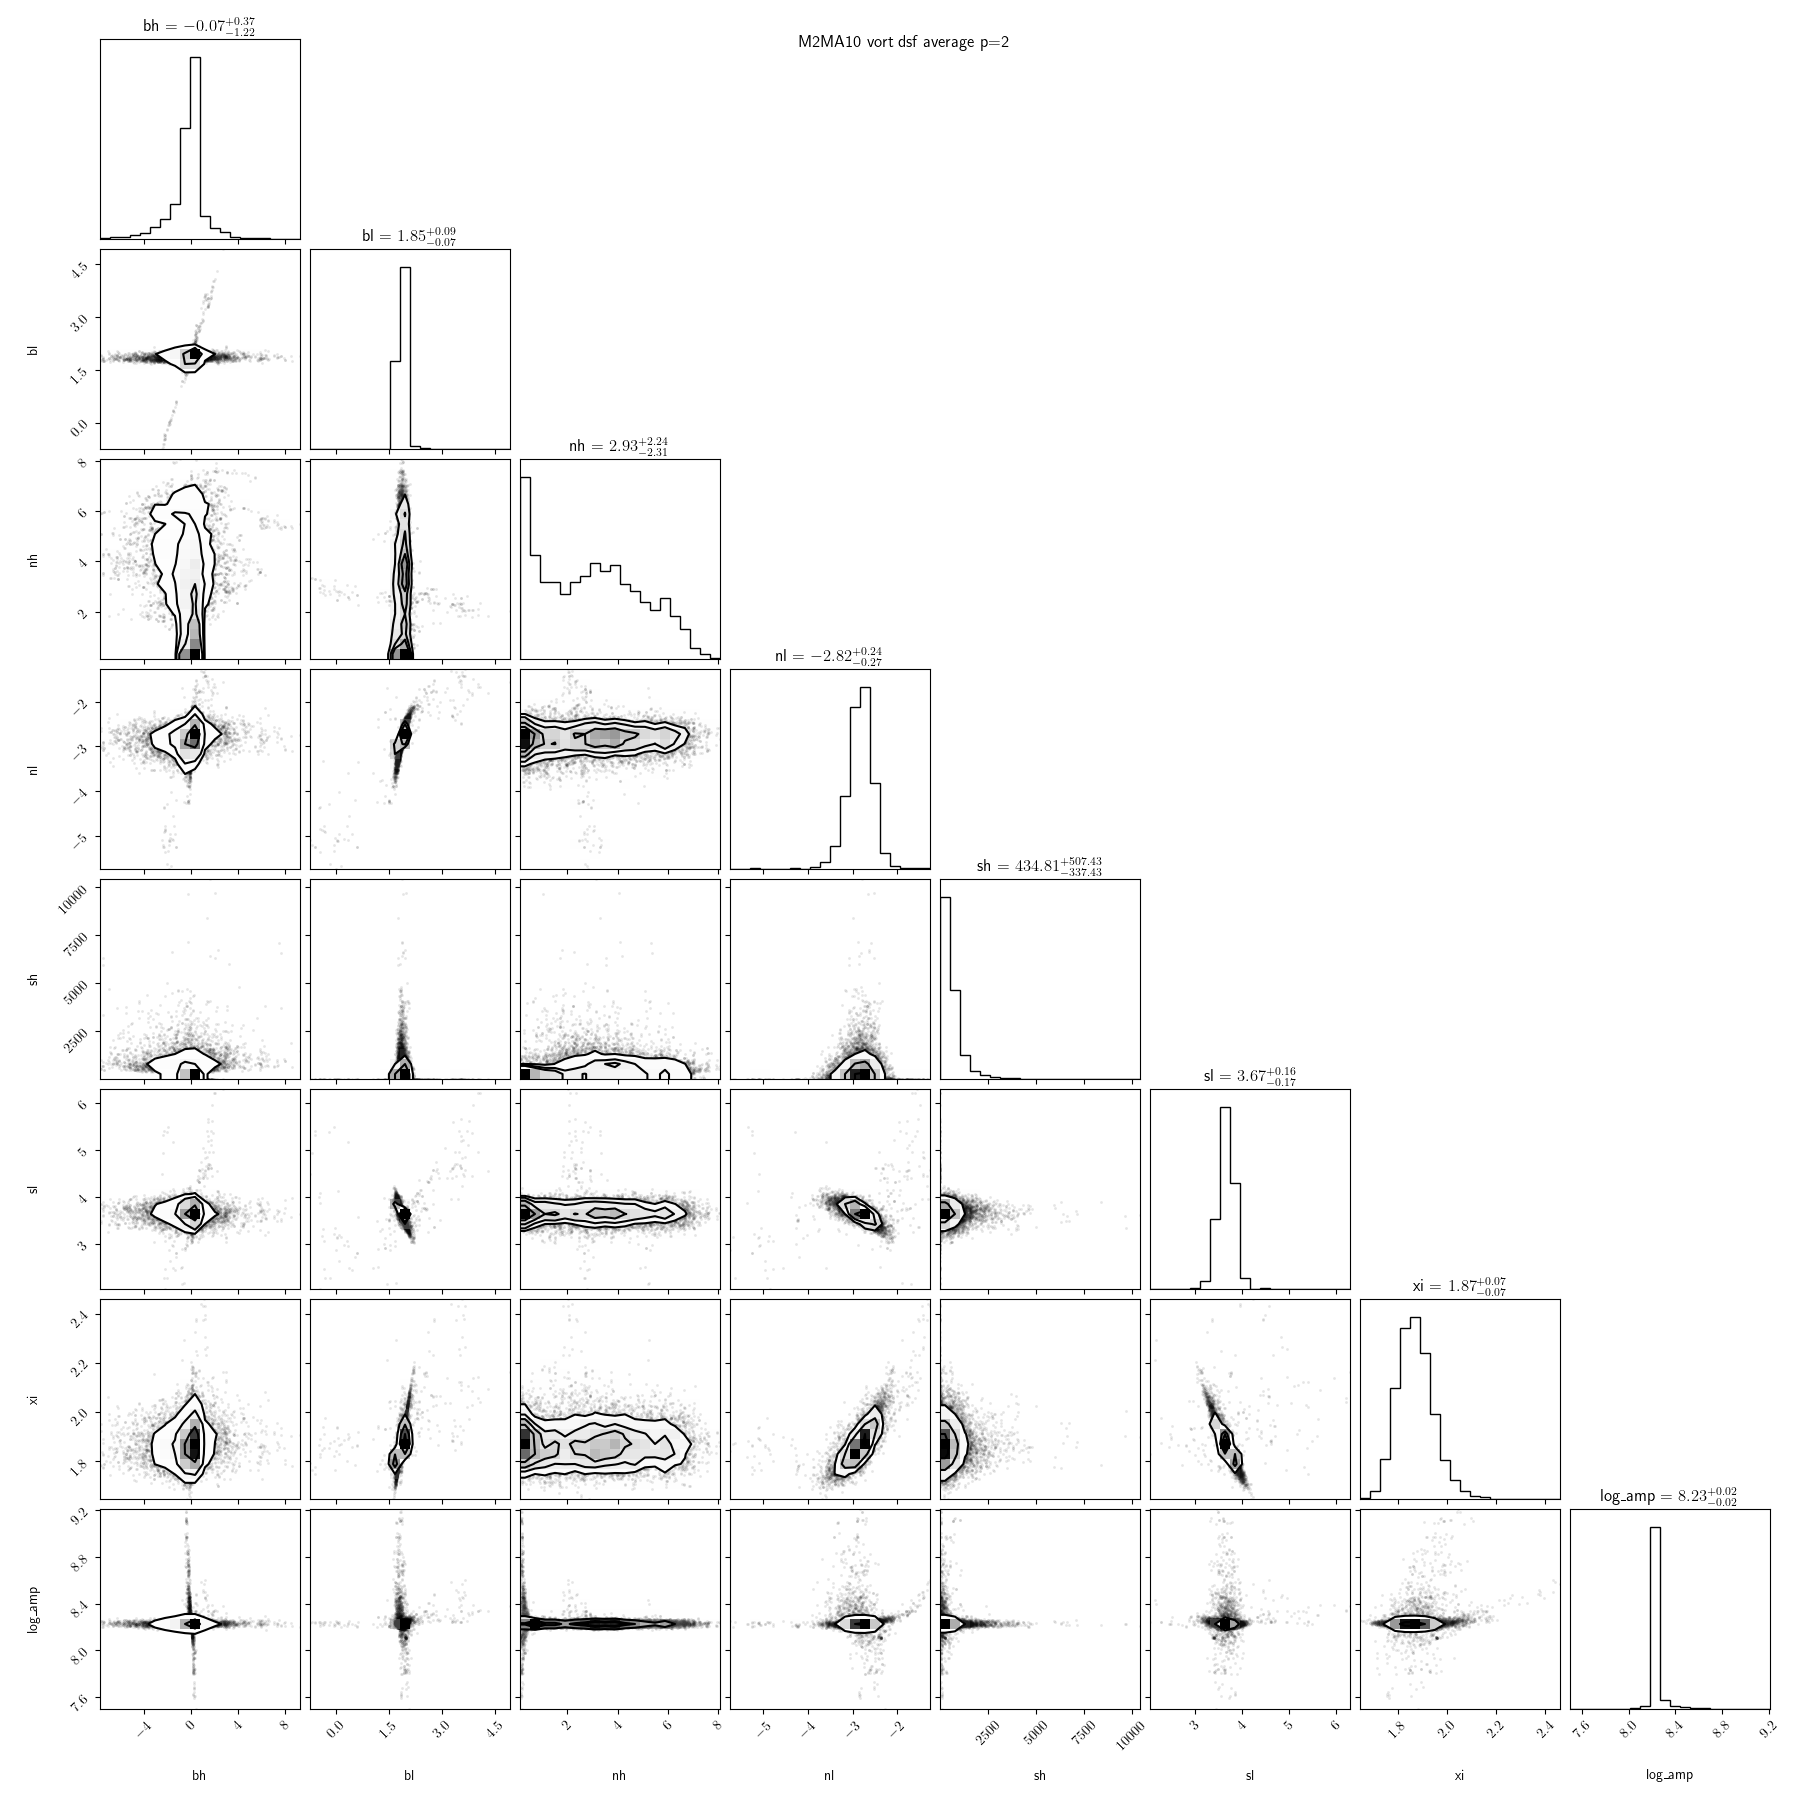 M2MA10 vort dsf average p=2
bh = −0.07 +0.37 −1.22
bl = 1.85 +0.09 −0.07
nh = 2.93 +2.24 −2.31
nl = −2.82 +0.24 −0.27
sh = 434.81 +507.43 −337.43
sl = 3.67 +0.16 −0.17
xi = 1.87 +0.07 −0.07
log_amp = 8.23 +0.02 −0.02
bl
4.5
3.0
1.5
0.0
nh
8
6
4
2
nl
−2
−3
−4
−5
sh
10000
7500
5000
2500
sl
6
5
4
3
xi
2.4
2.2
2.0
1.8
log_amp
9.2
8.8
8.4
8.0
7.6
−4 0 4 8
0.0 1.5 3.0 4.5
2 4 6 8
−5 −4 −3 −2
2500 5000 7500 10000
3 4 5 6
1.8 2.0 2.2 2.4
7.6 8.0 8.4 8.8 9.2
bh bl nh nl sh sl xi log_amp